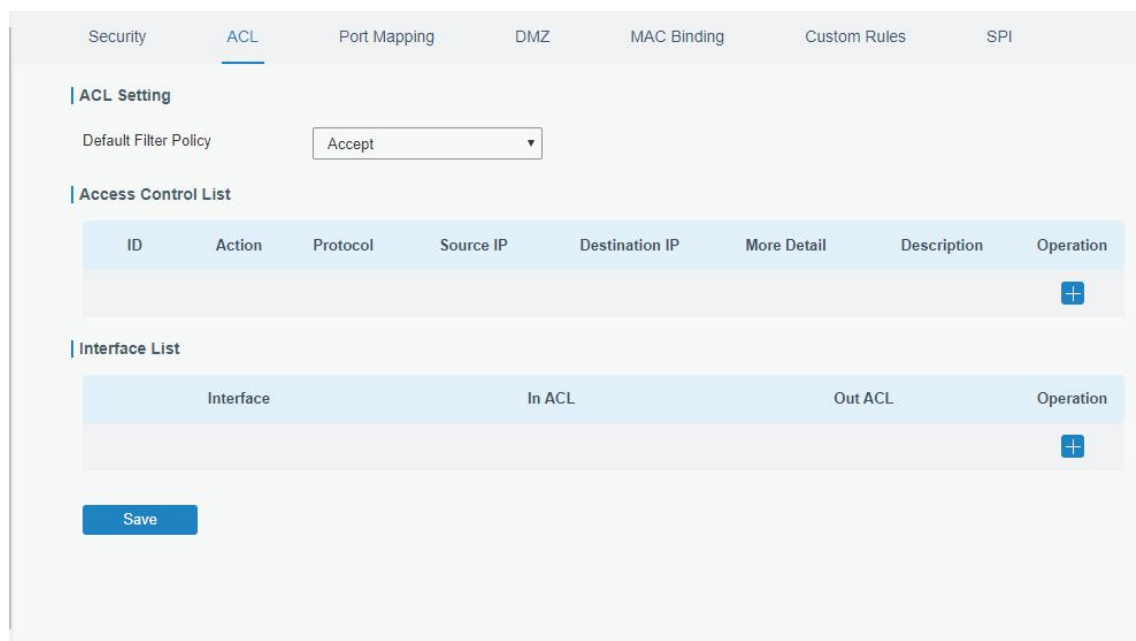 Security ACL Port Mapping DMZ MAC Binding Custom Rules SPI
ACL Setting
Default Filter Policy Accept
Access Control List
ID Action Protocol Source IP Destination IP More Detail Description Operation
Interface List
Interface In ACL Out ACL Operation
Save